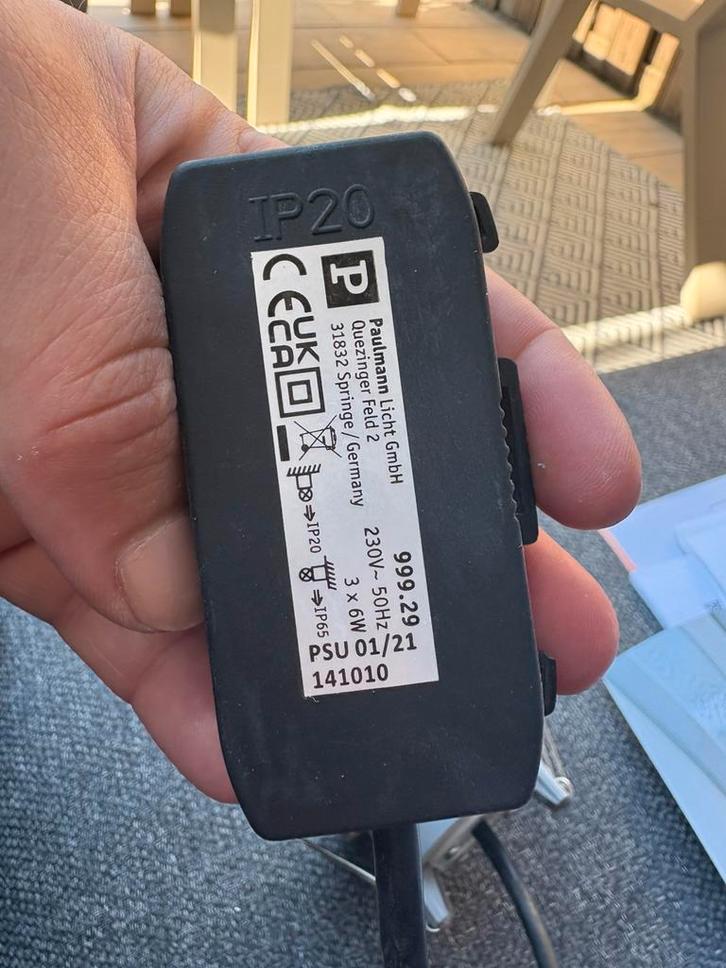 IP20
P
Paulmann Licht GmbH
Quezinger Feld 2
31832 Springe/Germany
CE UK CA
999.29
230V~ 50Hz
3 x 6W
IP20
IP65
PSU 01/21
141010